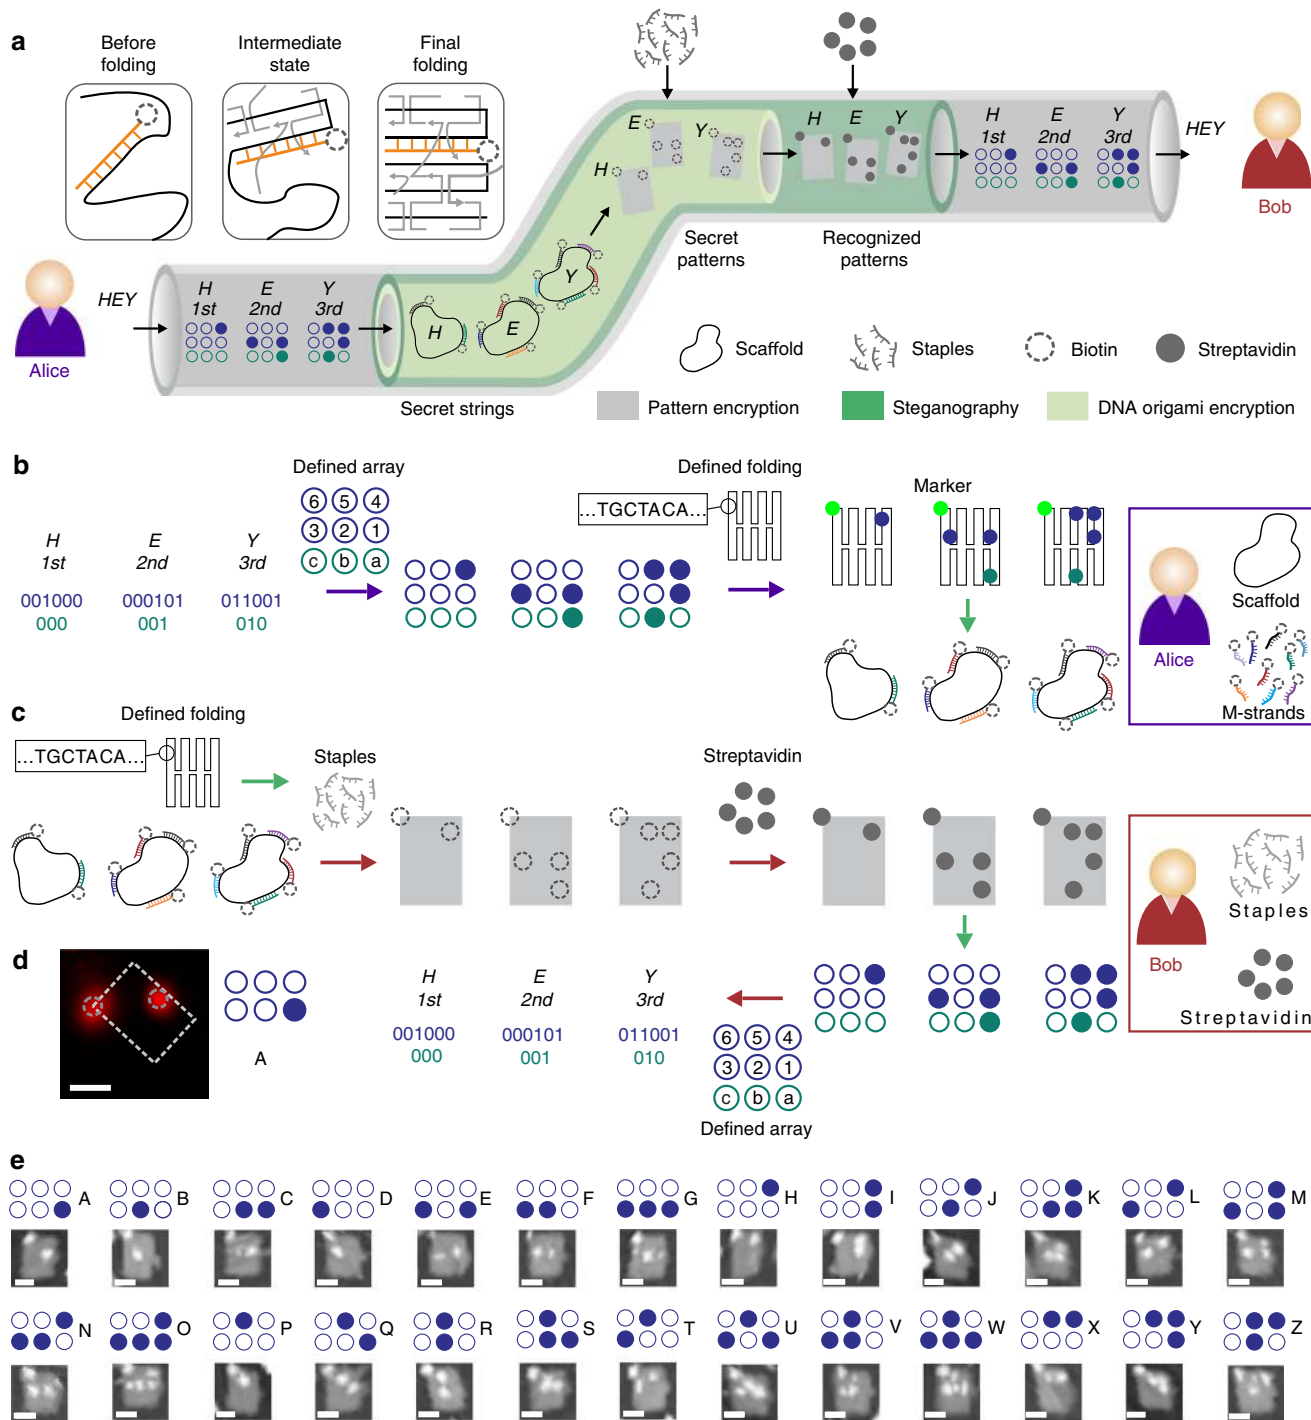 a
Before
folding
Intermediate
state
Final
folding
Alice
HEY
H
1st
E
2nd
Y
3rd
H
E
Y
Secret strings
H
E
Y
Secret
patterns
H
E
Y
Recognized
patterns
H
1st
E
2nd
Y
3rd
HEY
Bob
Scaffold
Staples
Biotin
Streptavidin
Pattern encryption
Steganography
DNA origami encryption
b
H
1st
E
2nd
Y
3rd
001000
000101
011001
000
001
010
Defined array
6 5 4
3 2 1
c b a
Defined folding
...TGCTACA...
Marker
Alice
Scaffold
M-strands
c
Defined folding
...TGCTACA...
Staples
Streptavidin
Bob
Staples
Streptavidin
d
A
H
1st
E
2nd
Y
3rd
001000
000101
011001
000
001
010
6 5 4
3 2 1
c b a
Defined array
e
A B C D E F G H I J K L M
N O P Q R S T U V W X Y Z